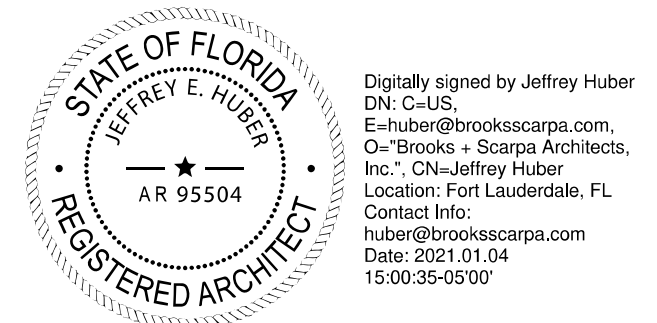 STATE OF FLORIDA
JEFFREY E. HUBER
AR 95504
REGISTERED ARCHITECT
Digitally signed by Jeffrey Huber
DN: C=US,
E=huber@brooksscarpa.com,
O="Brooks + Scarpa Architects,
Inc.", CN=Jeffrey Huber
Location: Fort Lauderdale, FL
Contact Info:
huber@brooksscarpa.com
Date: 2021.01.04
15:00:35-05'00'